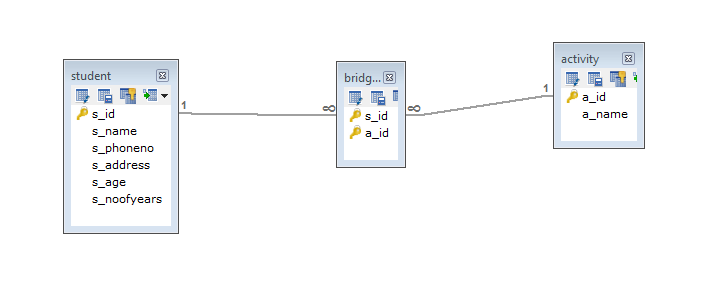 student
s_id
s_name
s_phoneno
s_address
s_age
s_noofyears
1
∞
bridg...
s_id
a_id
∞
1
activity
a_id
a_name